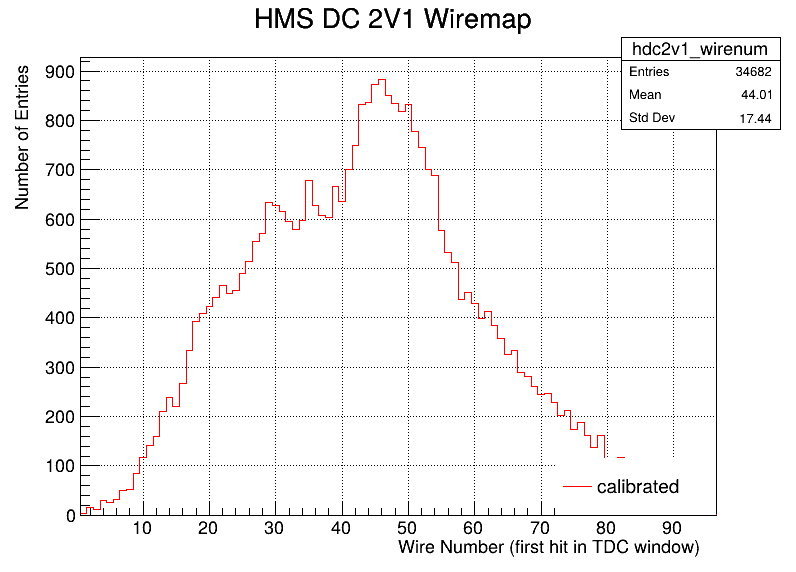 HMS DC 2V1 Wiremap
hdc2v1_wirenum
Entries 34682
Mean 44.01
Std Dev 17.44
Number of Entries
900
800
700
600
500
400
300
200
100
0
calibrated
10 20 30 40 50 60 70 80 90
Wire Number (first hit in TDC window)